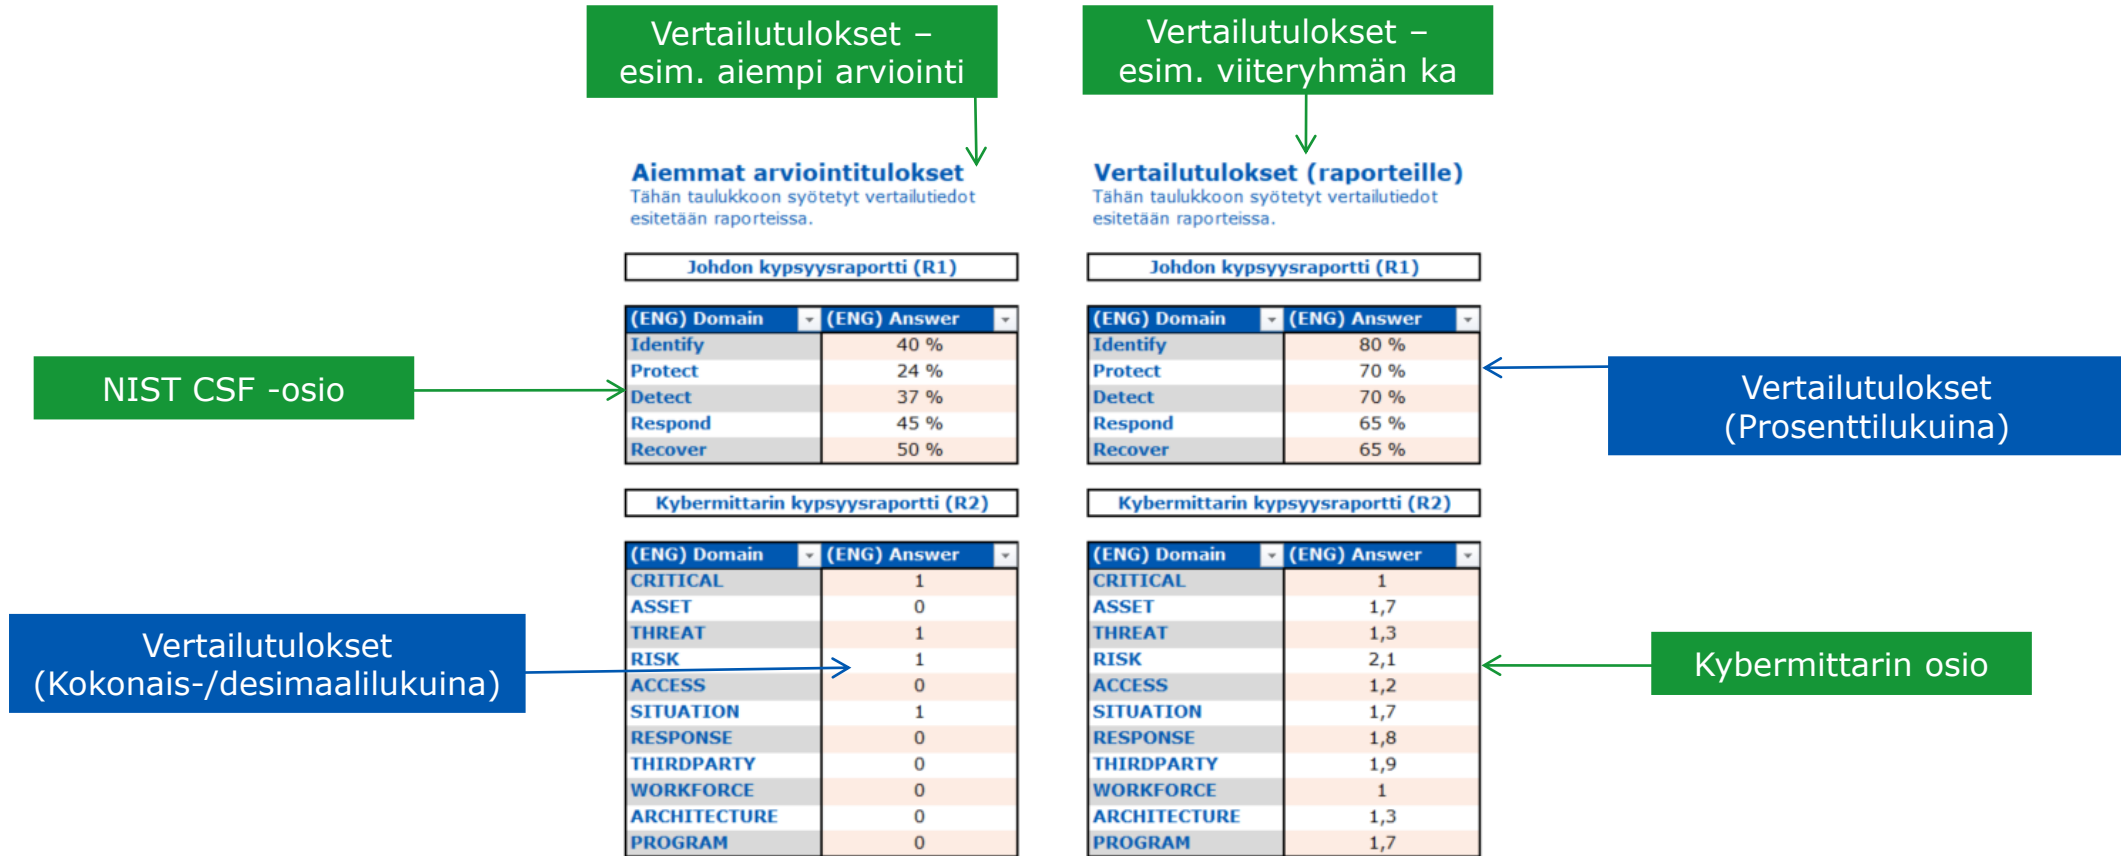 Vertailutulokset –
esim. aiempi arviointi
Vertailutulokset –
esim. viiteryhmän ka
Aiemmat arviointitulokset
Tähän taulukkoon syötetyt vertailutiedot
esitetään raporteissa.
Vertailutulokset (raporteille)
Tähän taulukkoon syötetyt vertailutiedot
esitetään raporteissa.
Johdon kypsyysraportti (R1)
Johdon kypsyysraportti (R1)
(ENG) Domain (ENG) Answer
Identify 40 %
Protect 24 %
Detect 37 %
Respond 45 %
Recover 50 %
(ENG) Domain (ENG) Answer
Identify 80 %
Protect 70 %
Detect 70 %
Respond 65 %
Recover 65 %
NIST CSF -osio
Vertailutulokset
(Prosenttilukuina)
Kybermittarin kypsyysraportti (R2)
Kybermittarin kypsyysraportti (R2)
(ENG) Domain (ENG) Answer
CRITICAL 1
ASSET 0
THREAT 1
RISK 1
ACCESS 0
SITUATION 1
RESPONSE 0
THIRDPARTY 0
WORKFORCE 0
ARCHITECTURE 0
PROGRAM 0
(ENG) Domain (ENG) Answer
CRITICAL 1
ASSET 1,7
THREAT 1,3
RISK 2,1
ACCESS 1,2
SITUATION 1,7
RESPONSE 1,8
THIRDPARTY 1,9
WORKFORCE 1
ARCHITECTURE 1,3
PROGRAM 1,7
Vertailutulokset
(Kokonais-/desimaalilukuina)
Kybermittarin osio